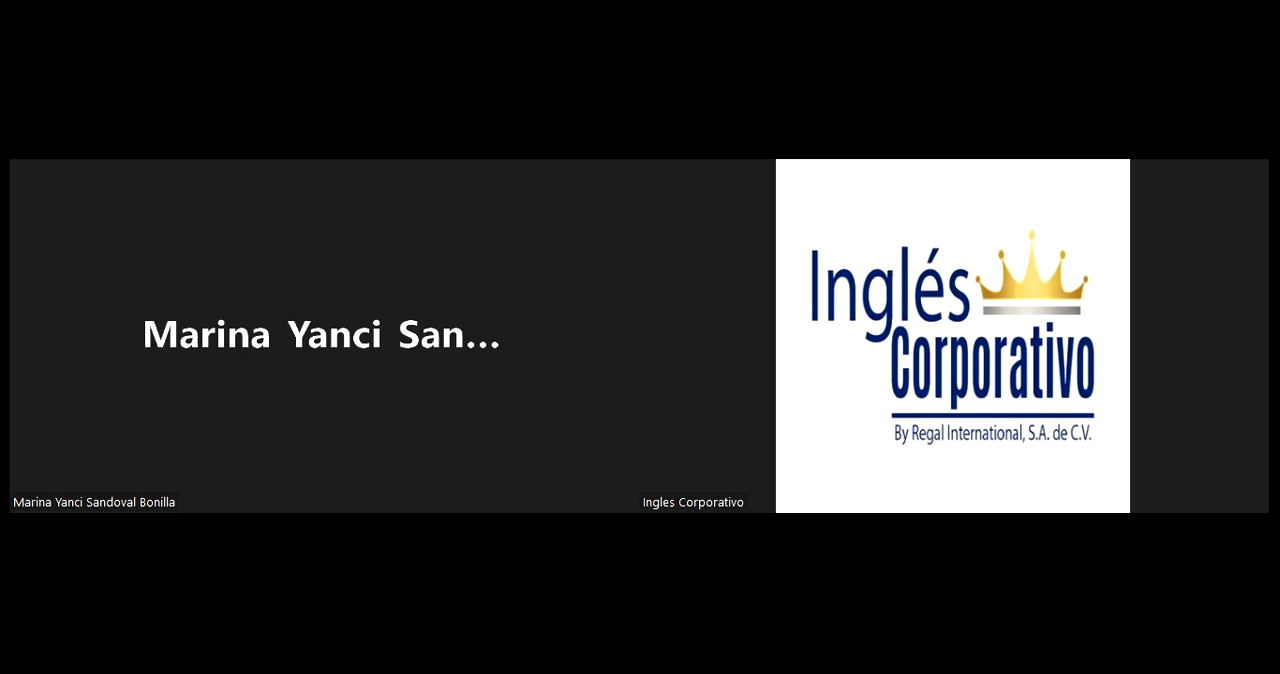 Marina Yanci San...
Marina Yanci Sandoval Bonilla
Ingles Corporativo
Inglés
Corporativo
By Regal International, S.A. de C.V.